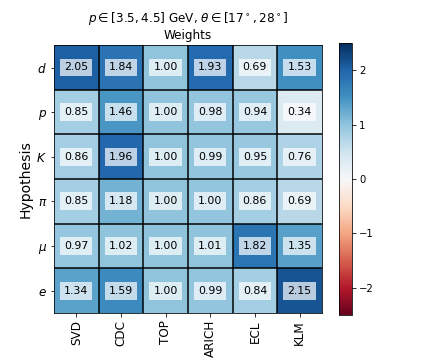 p ∈ [3.5, 4.5] GeV, θ ∈ [17°, 28°]
Weights
Hypothesis
d 2.05 1.84 1.00 1.93 0.69 1.53
p 0.85 1.46 1.00 0.98 0.94 0.34
K 0.86 1.96 1.00 0.99 0.95 0.76
π 0.85 1.18 1.00 1.00 0.86 0.69
μ 0.97 1.02 1.00 1.01 1.82 1.35
e 1.34 1.59 1.00 0.99 0.84 2.15
SVD CDC TOP ARICH ECL KLM
2
1
0
−1
−2